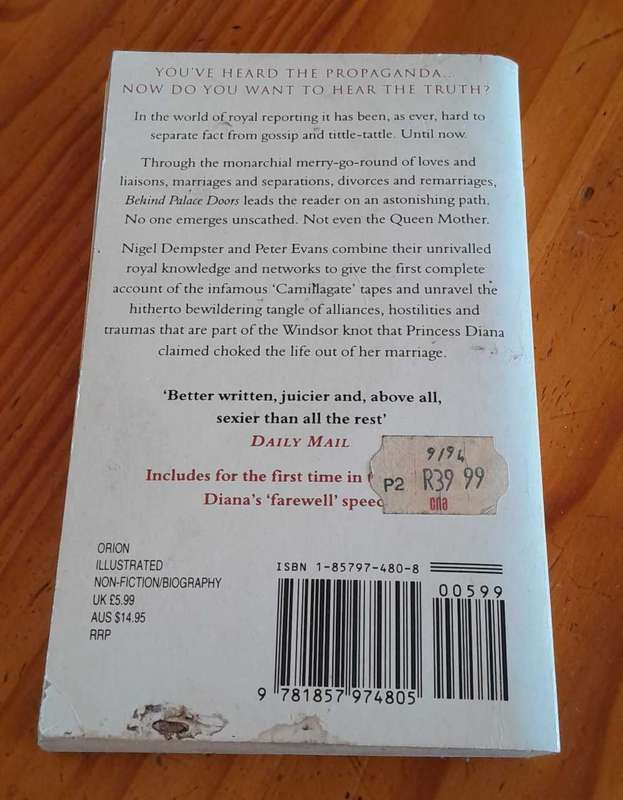 YOU'VE HEARD THE PROPAGANDA...
NOW DO YOU WANT TO HEAR THE TRUTH?
In the world of royal reporting it has been, as ever, hard to
separate fact from gossip and tittle-tattle. Until now.
Through the monarchial merry-go-round of loves and
liaisons, marriages and separations, divorces and remarriages,
Behind Palace Doors leads the reader on an astonishing path.
No one emerges unscathed. Not even the Queen Mother.
Nigel Dempster and Peter Evans combine their unrivalled
royal knowledge and networks to give the first complete
account of the infamous 'Camillagate' tapes and unravel the
hitherto bewildering tangle of alliances, hostilities and
traumas that are part of the Windsor knot that Princess Diana
claimed choked the life out of her marriage.
'Better written, juicier and, above all,
sexier than all the rest'
DAILY MAIL
9/94
P2 R39 99
cna
Includes for the first time in
Diana's 'farewell'
ORION
ILLUSTRATED
NON-FICTION/BIOGRAPHY
UK £5.99
AUS $14.95
RRP
ISBN 1-85797-480-8
00599
9 781857 974805